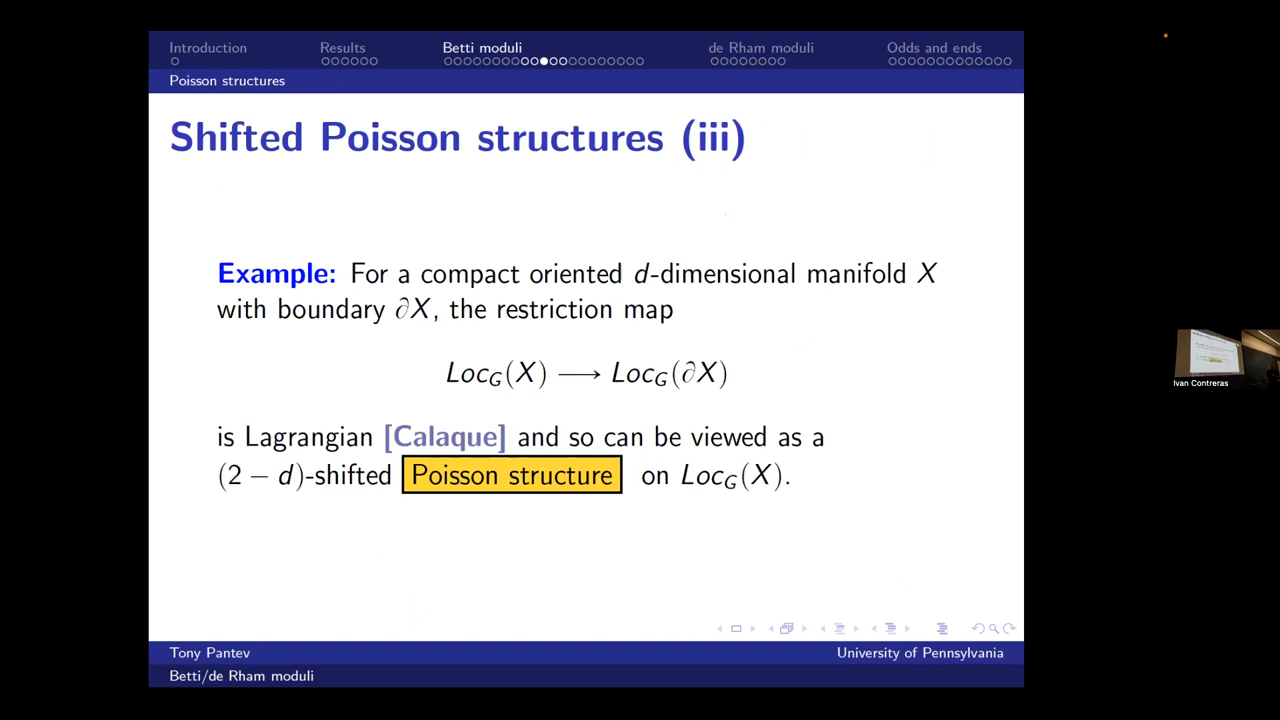 Introduction Results Betti moduli de Rham moduli Odds and ends
Poisson structures
Shifted Poisson structures (iii)
Example: For a compact oriented d-dimensional manifold X
with boundary ∂X, the restriction map
Loc_G(X) ⟶ Loc_G(∂X)
is Lagrangian [Calaque] and so can be viewed as a
(2 − d)-shifted Poisson structure on Loc_G(X).
Ivan Contreras
Tony Pantev University of Pennsylvania
Betti/de Rham moduli